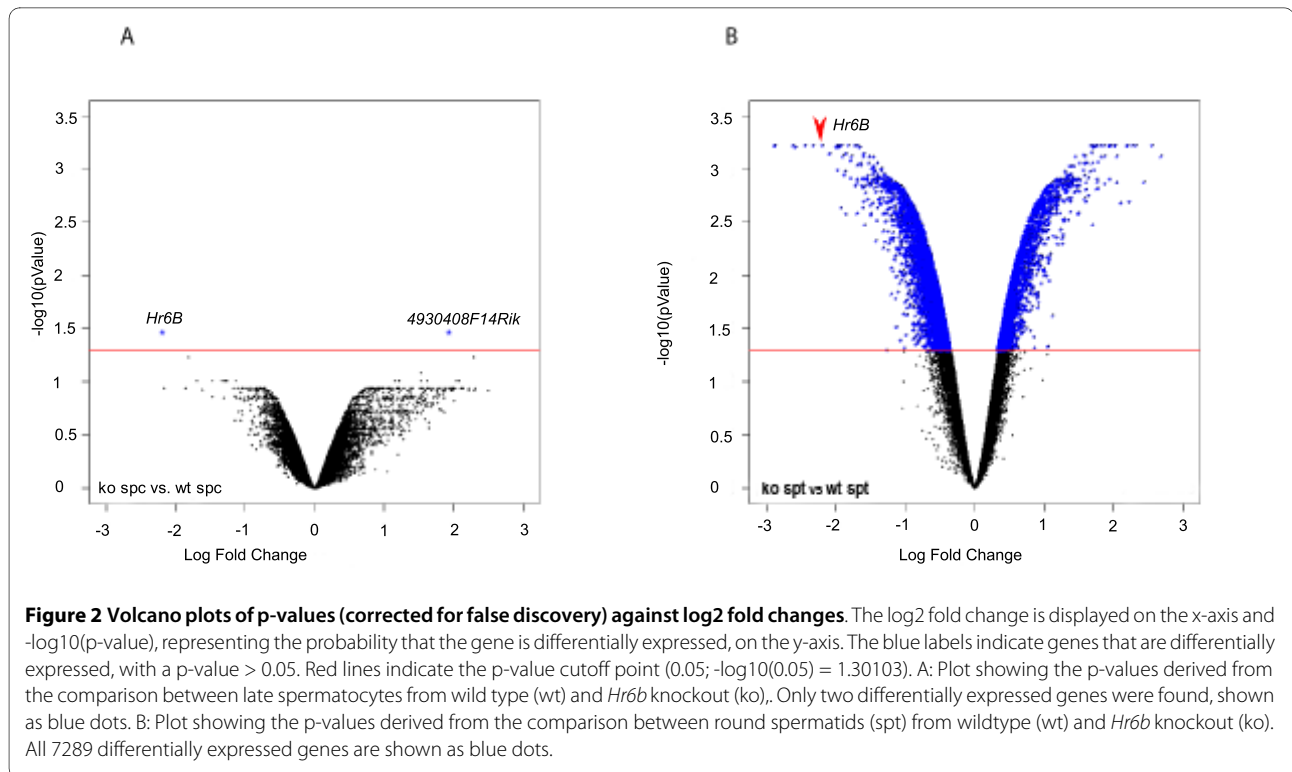 A
B
3.5
3
2.5
2
1.5
1
0.5
0
-log10(pValue)
Hr6B
4930408F14Rik
ko spc vs. wt spc
-3
-2
-1
0
1
2
3
Log Fold Change
3.5
3
2.5
2
1.5
1
0.5
0
-log10(pValue)
Hr6B
ko spt vs wt spt
-3
-2
-1
0
1
2
3
Log Fold Change
Figure 2 Volcano plots of p-values (corrected for false discovery) against log2 fold changes. The log2 fold change is displayed on the x-axis and
-log10(p-value), representing the probability that the gene is differentially expressed, on the y-axis. The blue labels indicate genes that are differentially
expressed, with a p-value > 0.05. Red lines indicate the p-value cutoff point (0.05; -log10(0.05) = 1.30103). A: Plot showing the p-values derived from
the comparison between late spermatocytes from wild type (wt) and Hr6b knockout (ko),. Only two differentially expressed genes were found, shown
as blue dots. B: Plot showing the p-values derived from the comparison between round spermatids (spt) from wildtype (wt) and Hr6b knockout (ko).
All 7289 differentially expressed genes are shown as blue dots.